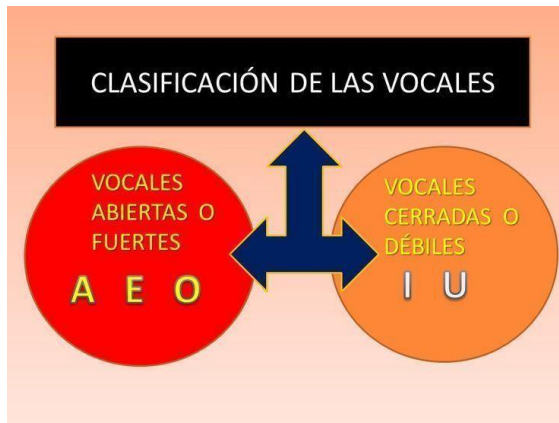 CLASIFICACIÓN DE LAS VOCALES
VOCALES
ABIERTAS O
FUERTES
A E O
VOCALES
CERRADAS O
DÉBILES
I U